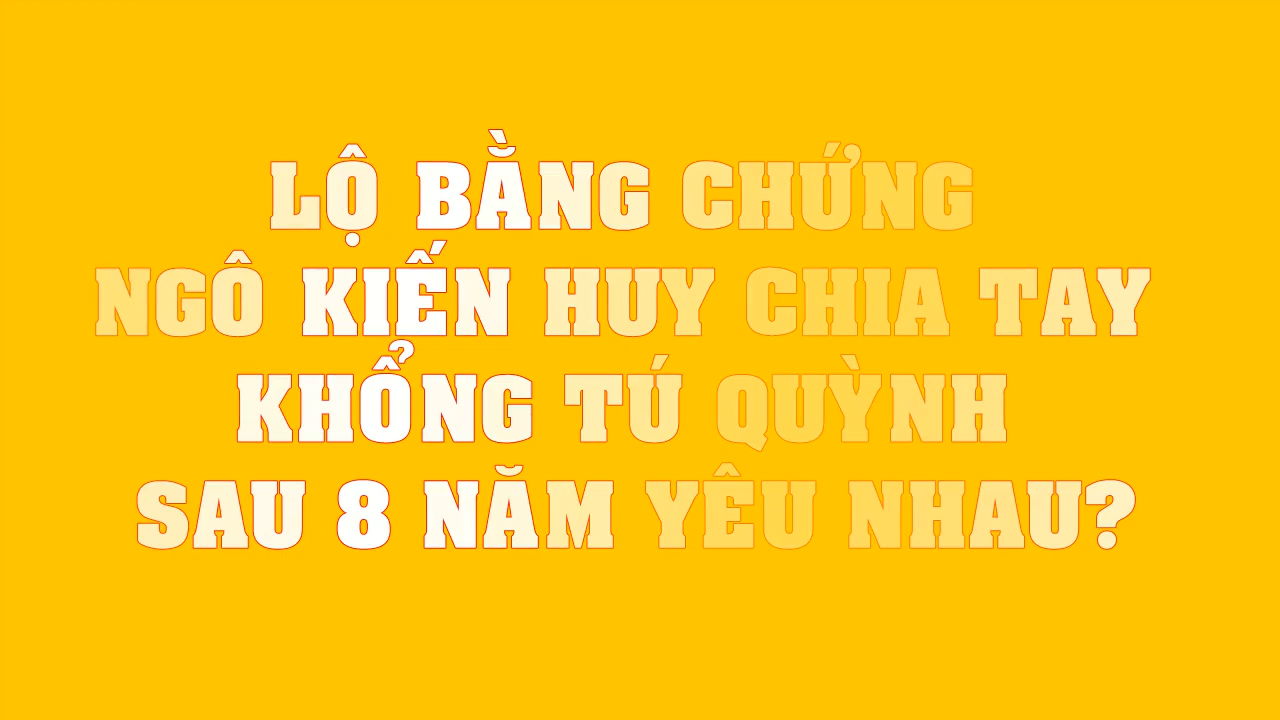 LỘ BẰNG CHỨNG
NGÔ KIẾN HUY CHIA TAY
KHỔNG TÚ QUỲNH
SAU 8 NĂM YÊU NHAU?